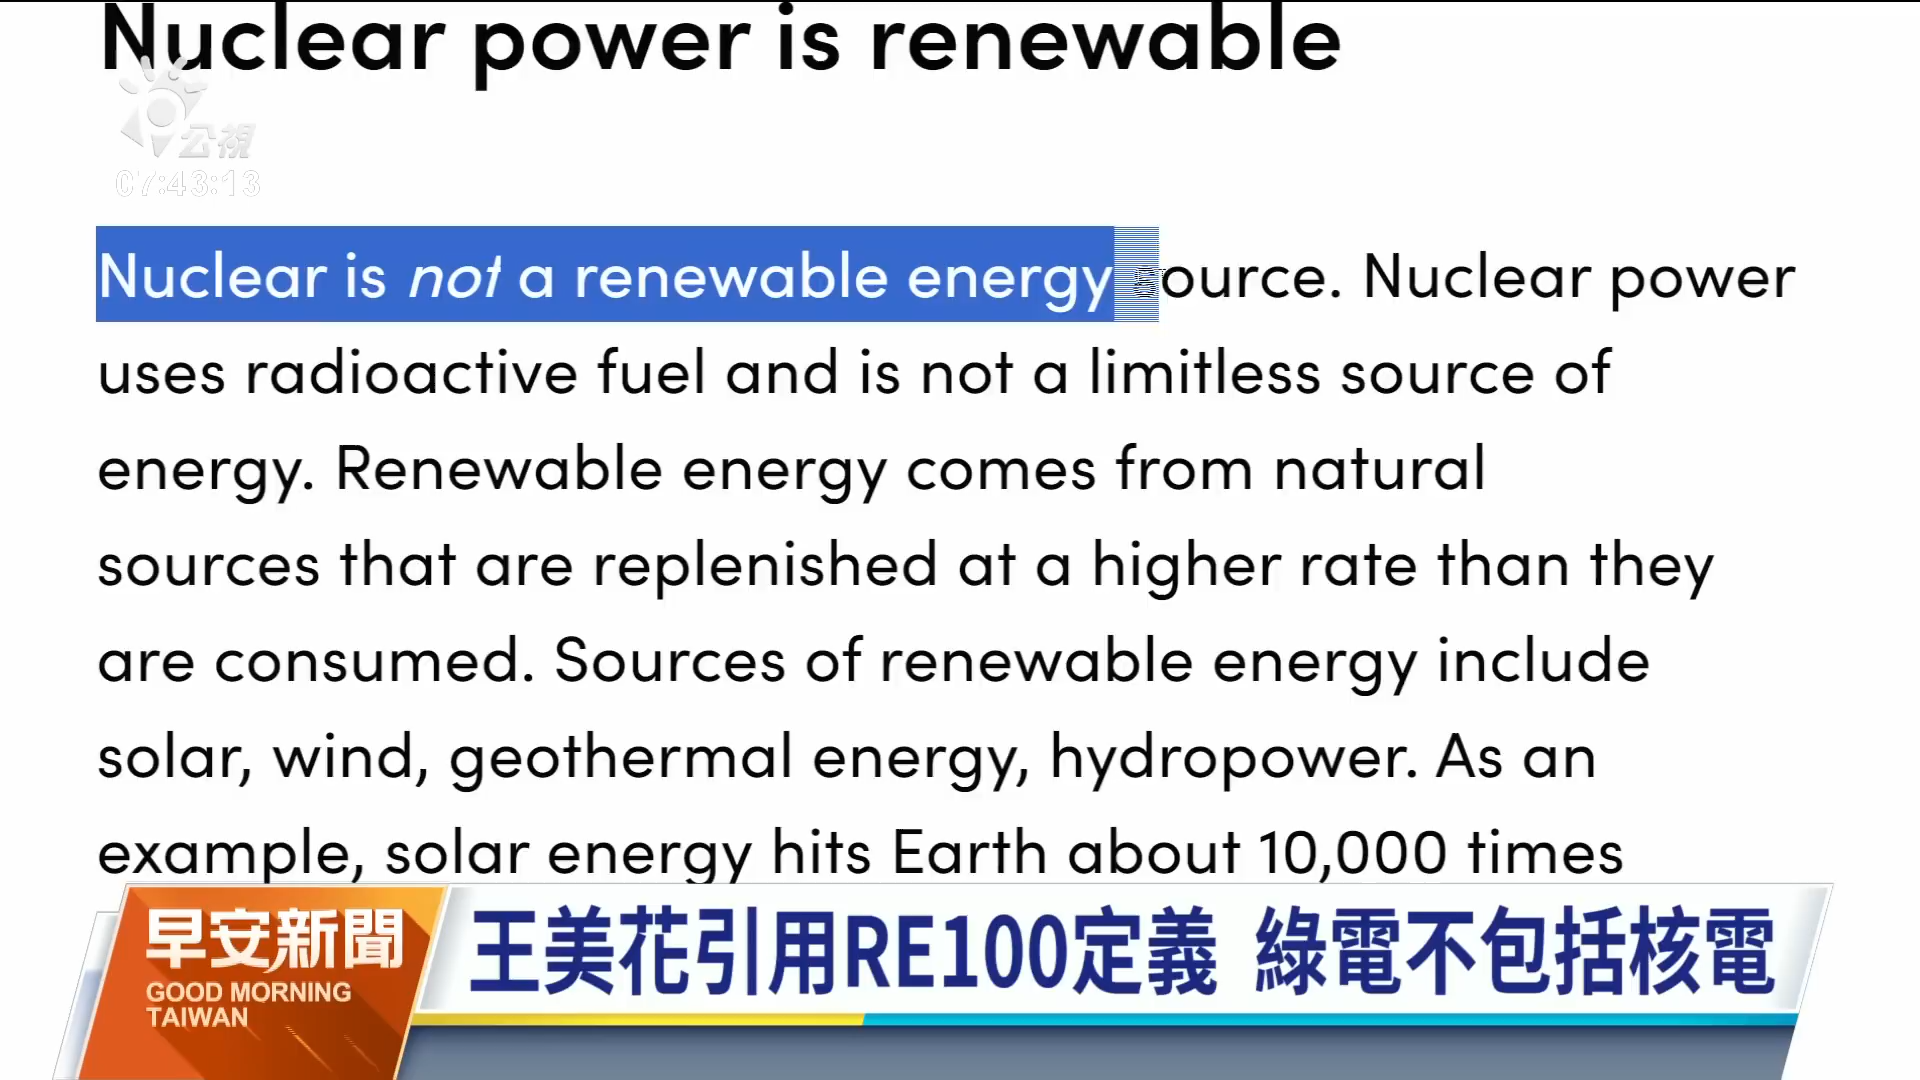 Nuclear power is renewable
公視
07:43:13
Nuclear is not a renewable energy source. Nuclear power
uses radioactive fuel and is not a limitless source of
energy. Renewable energy comes from natural
sources that are replenished at a higher rate than they
are consumed. Sources of renewable energy include
solar, wind, geothermal energy, hydropower. As an
example, solar energy hits Earth about 10,000 times
早安新聞
GOOD MORNING
TAIWAN
王美花引用RE100定義 綠電不包括核電